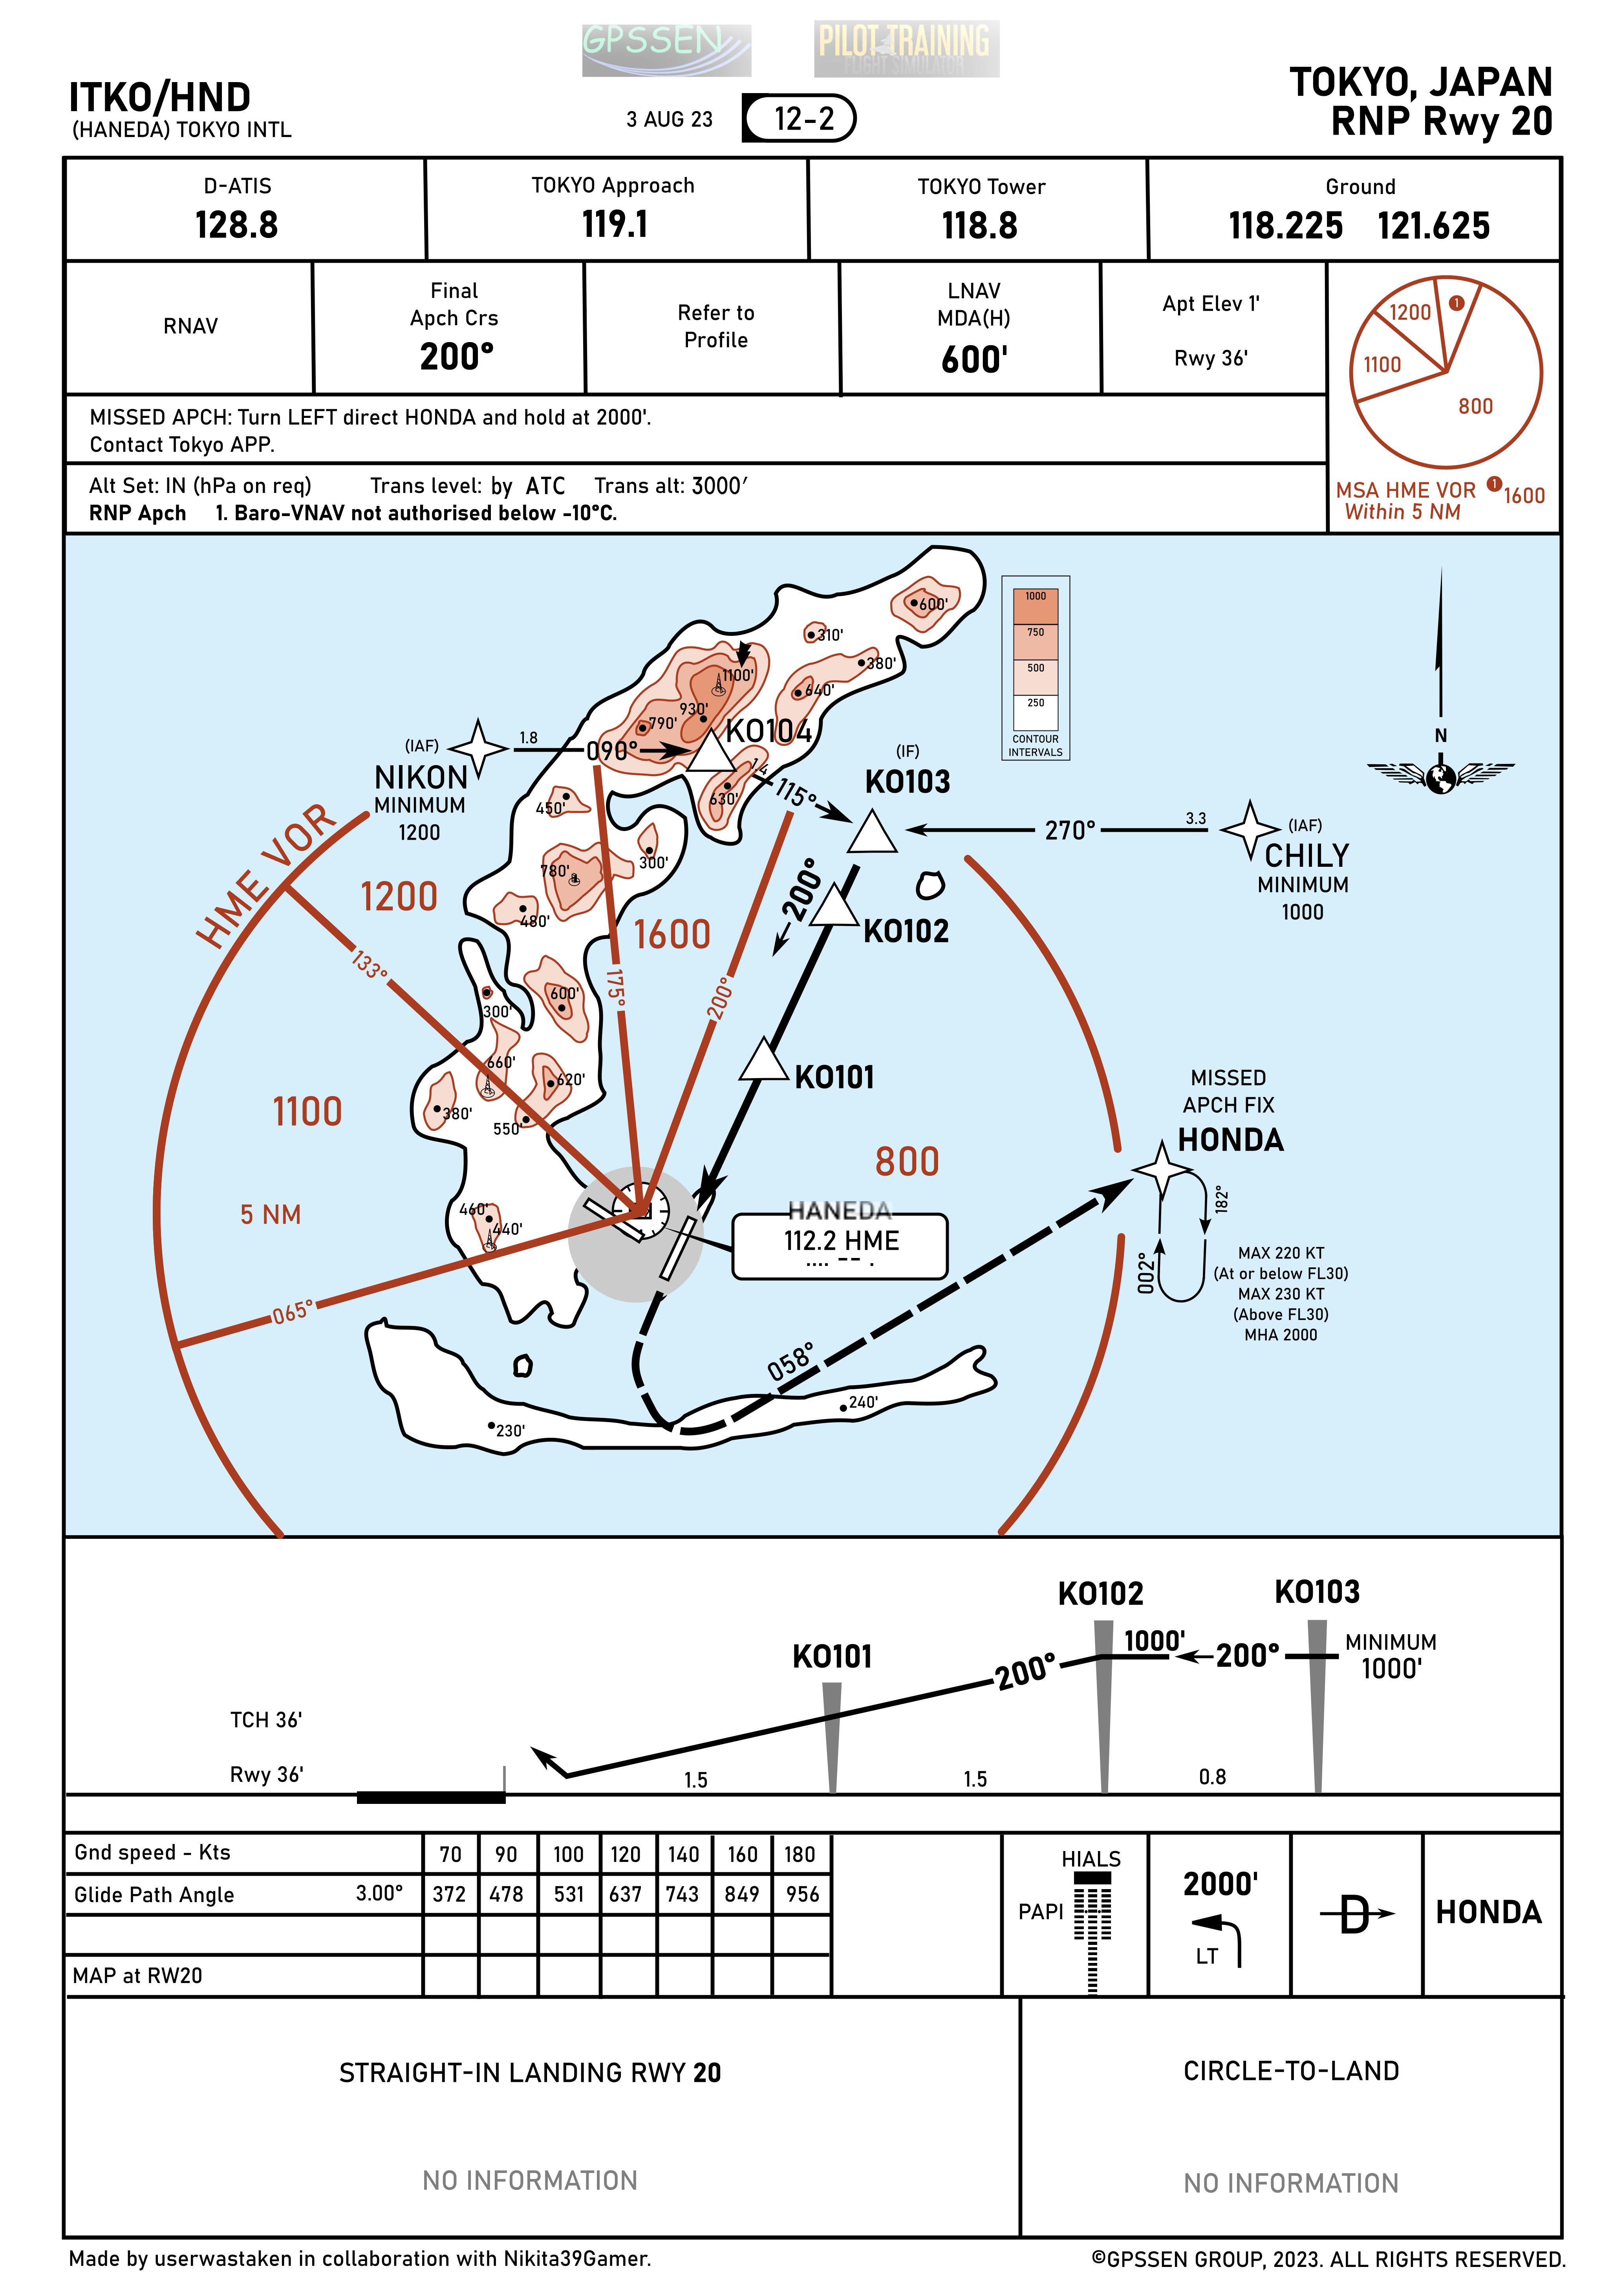 GPSSEN
PILOT TRAINING
FLIGHT SIMULATOR
ITKO/HND
(HANEDA) TOKYO INTL
3 AUG 23
12-2
TOKYO, JAPAN
RNP Rwy 20
D-ATIS
128.8
TOKYO Approach
119.1
TOKYO Tower
118.8
Ground
118.225 121.625
RNAV
Final
Apch Crs
200°
Refer to
Profile
LNAV
MDA(H)
600'
Apt Elev 1'
Rwy 36'
MISSED APCH: Turn LEFT direct HONDA and hold at 2000'.
Contact Tokyo APP.
Alt Set: IN (hPa on req) Trans level: by ATC Trans alt: 3000'
RNP Apch 1. Baro-VNAV not authorised below -10°C.
1200
1
1100
800
MSA HME VOR 1 1600
Within 5 NM
600'
310'
380'
1100'
640'
930'
790'
1000
750
500
250
CONTOUR
INTERVALS
N
(IAF)
NIKON
MINIMUM
1200
1.8
090°
KO104
1.4
115°
630'
(IF)
KO103
270°
3.3
(IAF)
CHILY
MINIMUM
1000
450'
300'
780'
480'
HME VOR
1200
1600
200°
KO102
133°
175°
200°
300'
600'
660'
620'
380'
550'
KO101
1100
800
5 NM
460'
440'
065°
HANEDA
112.2 HME
.... -- .
MISSED
APCH FIX
HONDA
182°
002°
MAX 220 KT
(At or below FL30)
MAX 230 KT
(Above FL30)
MHA 2000
058°
240'
230'
KO102
KO103
KO101
200°
1000'
200°
MINIMUM
1000'
TCH 36'
Rwy 36'
1.5
1.5
0.8
Gnd speed - Kts 70 90 100 120 140 160 180
Glide Path Angle 3.00° 372 478 531 637 743 849 956
MAP at RW20
HIALS
PAPI
2000'
LT
D
HONDA
STRAIGHT-IN LANDING RWY 20
NO INFORMATION
CIRCLE-TO-LAND
NO INFORMATION
Made by userwastaken in collaboration with Nikita39Gamer.
©GPSSEN GROUP, 2023. ALL RIGHTS RESERVED.